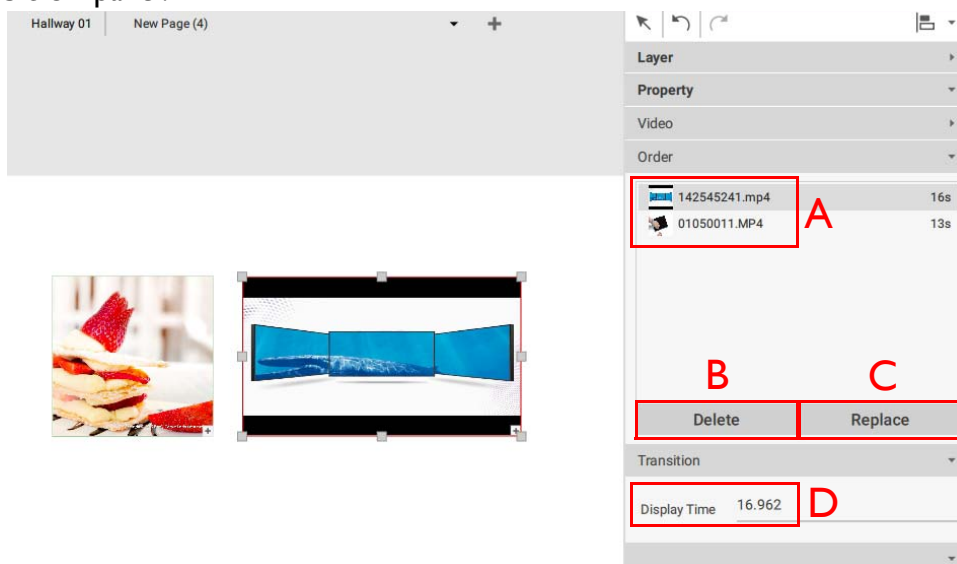 Hallway 01 New Page (4)
Layer
Property
Video
Order
142545241.mp4 16s
01050011.MP4 13s
A
B C
Delete Replace
Transition
Display Time 16.962 D